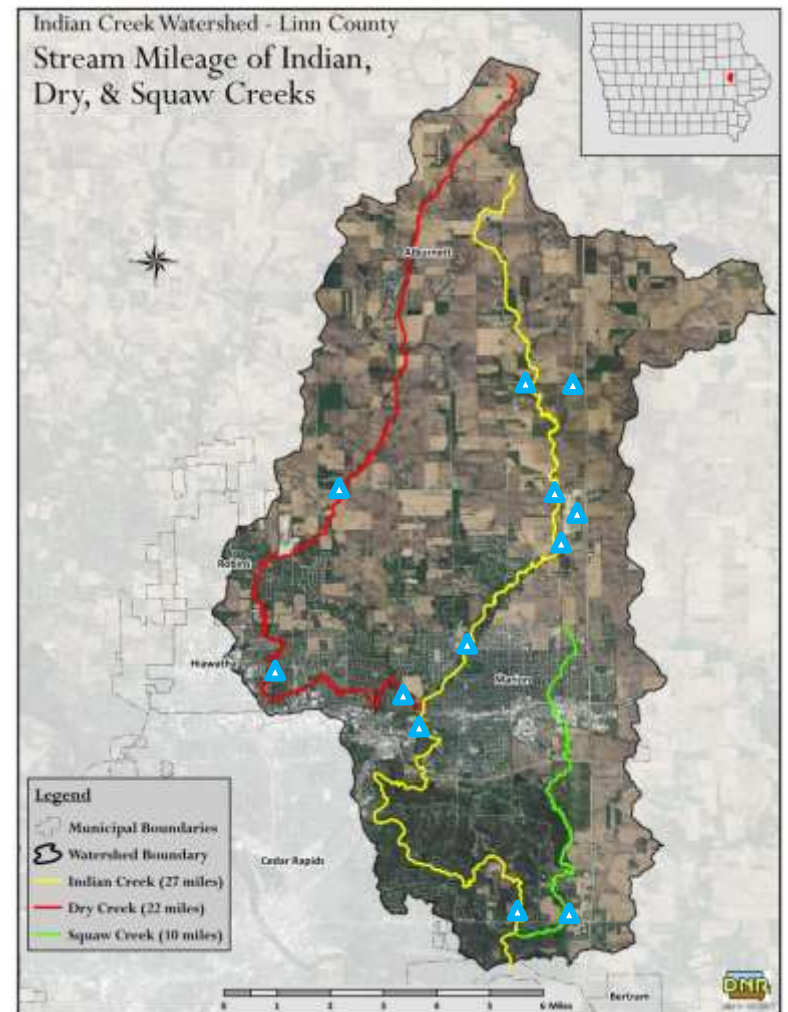 Indian Creek Watershed - Linn County
Stream Mileage of Indian,
Dry, & Squaw Creeks
Alburnett
Robins
Hiawatha
Marion
Legend
Municipal Boundaries
Watershed Boundary
Indian Creek (27 miles)
Dry Creek (22 miles)
Squaw Creek (10 miles)
Cedar Rapids
0 1 2 3 4 5 6 Miles
Bertram
DNR